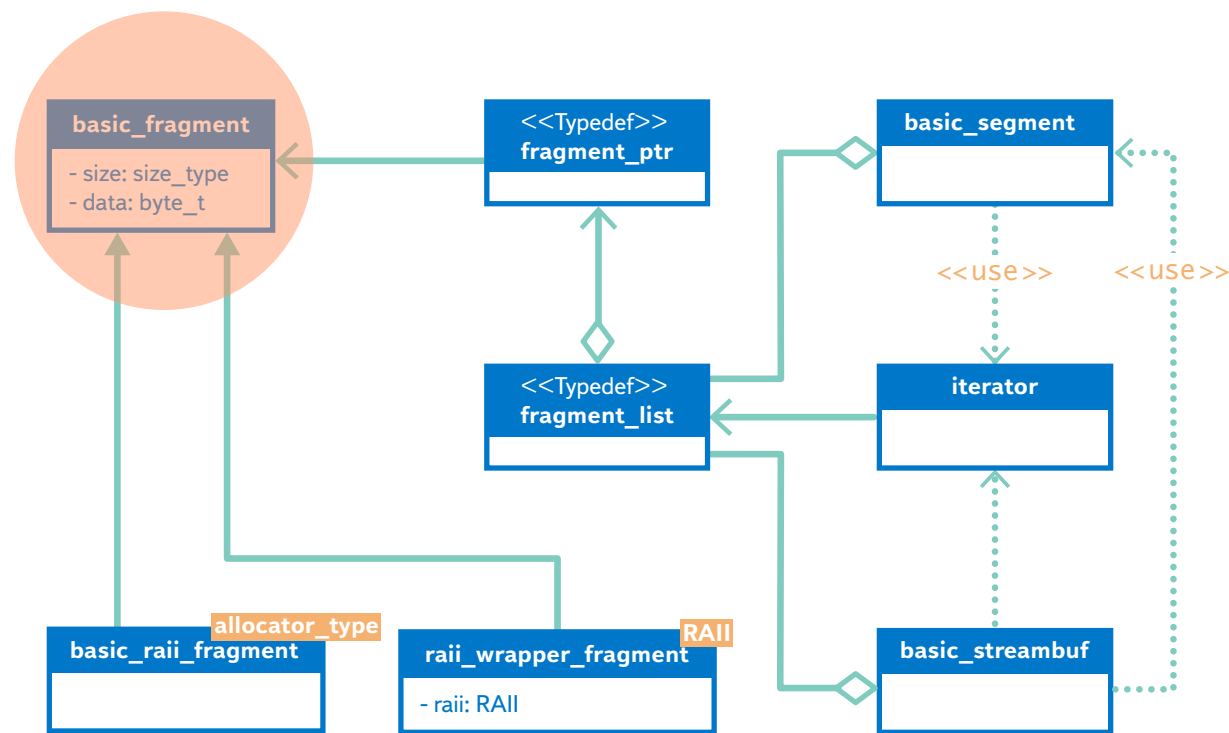 basic_fragment
- size: size_type
- data: byte_t
<<Typedef>>
fragment_ptr
basic_segment
<<use>>
<<use>>
<<Typedef>>
fragment_list
iterator
allocator_type
basic_raii_fragment
RAII
raii_wrapper_fragment
- raii: RAII
basic_streambuf